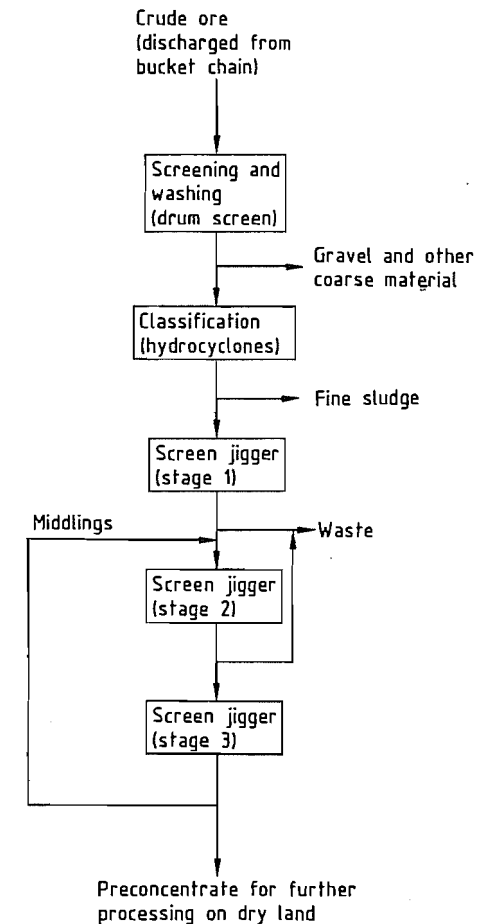 Crude ore
(discharged from
bucket chain)
Screening and
washing
(drum screen)
Gravel and other
coarse material
Classification
(hydrocyclones)
Fine sludge
Screen jigger
(stage 1)
Middlings
Waste
Screen jigger
(stage 2)
Screen jigger
(stage 3)
Preconcentrate for further
processing on dry land